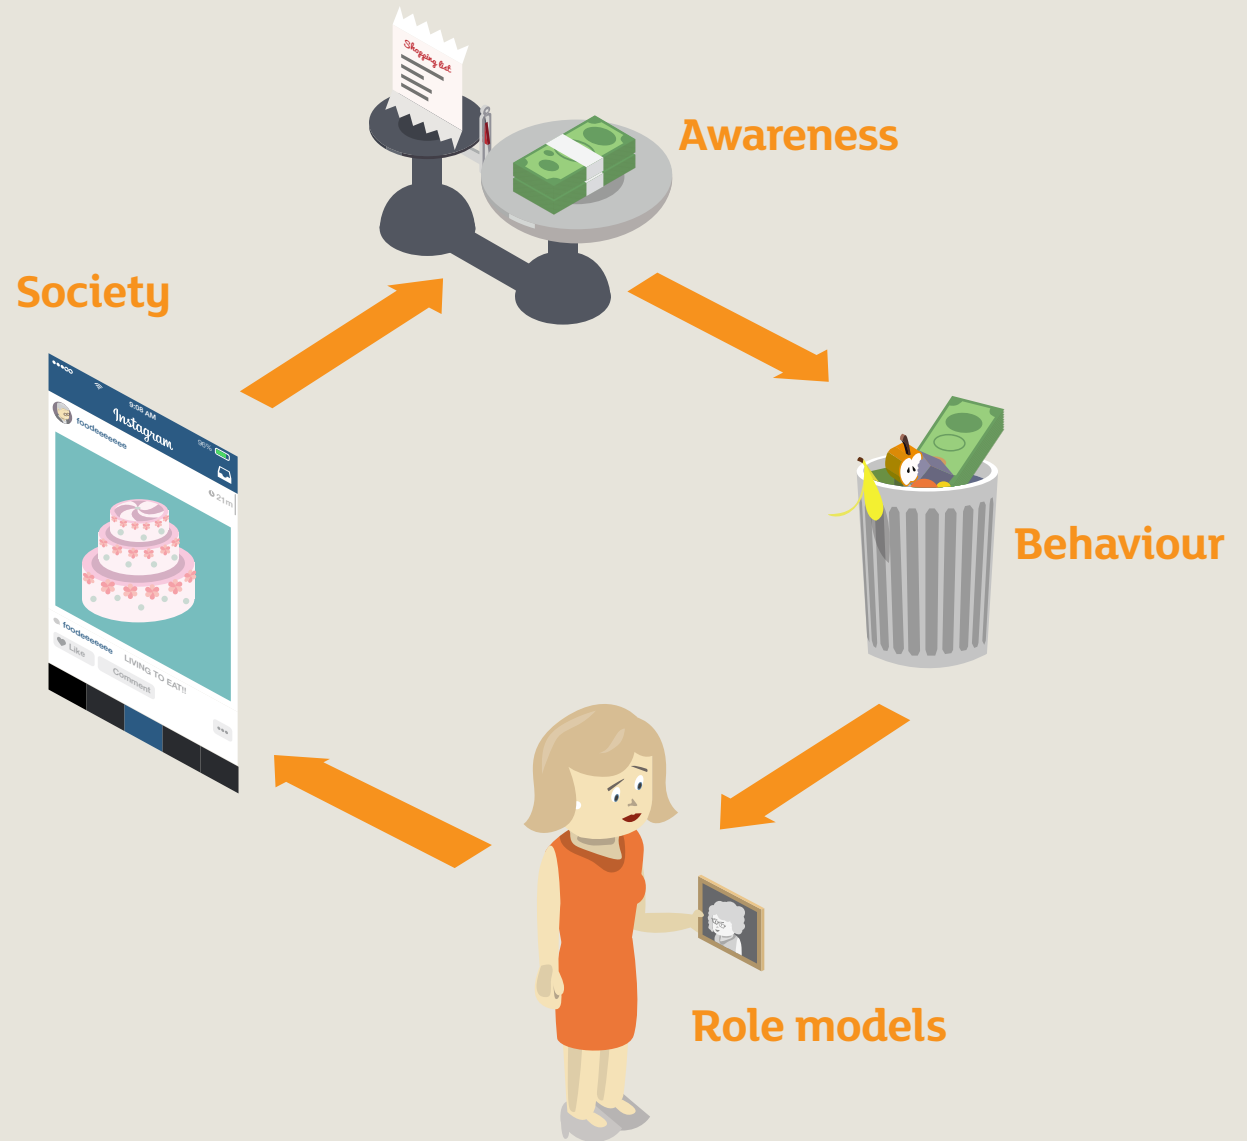 Shopping list
Awareness
Society
9:08 AM
96%
Instagram
foodeeeeeee
21m
foodeeeeeee LIVING TO EAT!!
Like
Comment
Behaviour
Role models